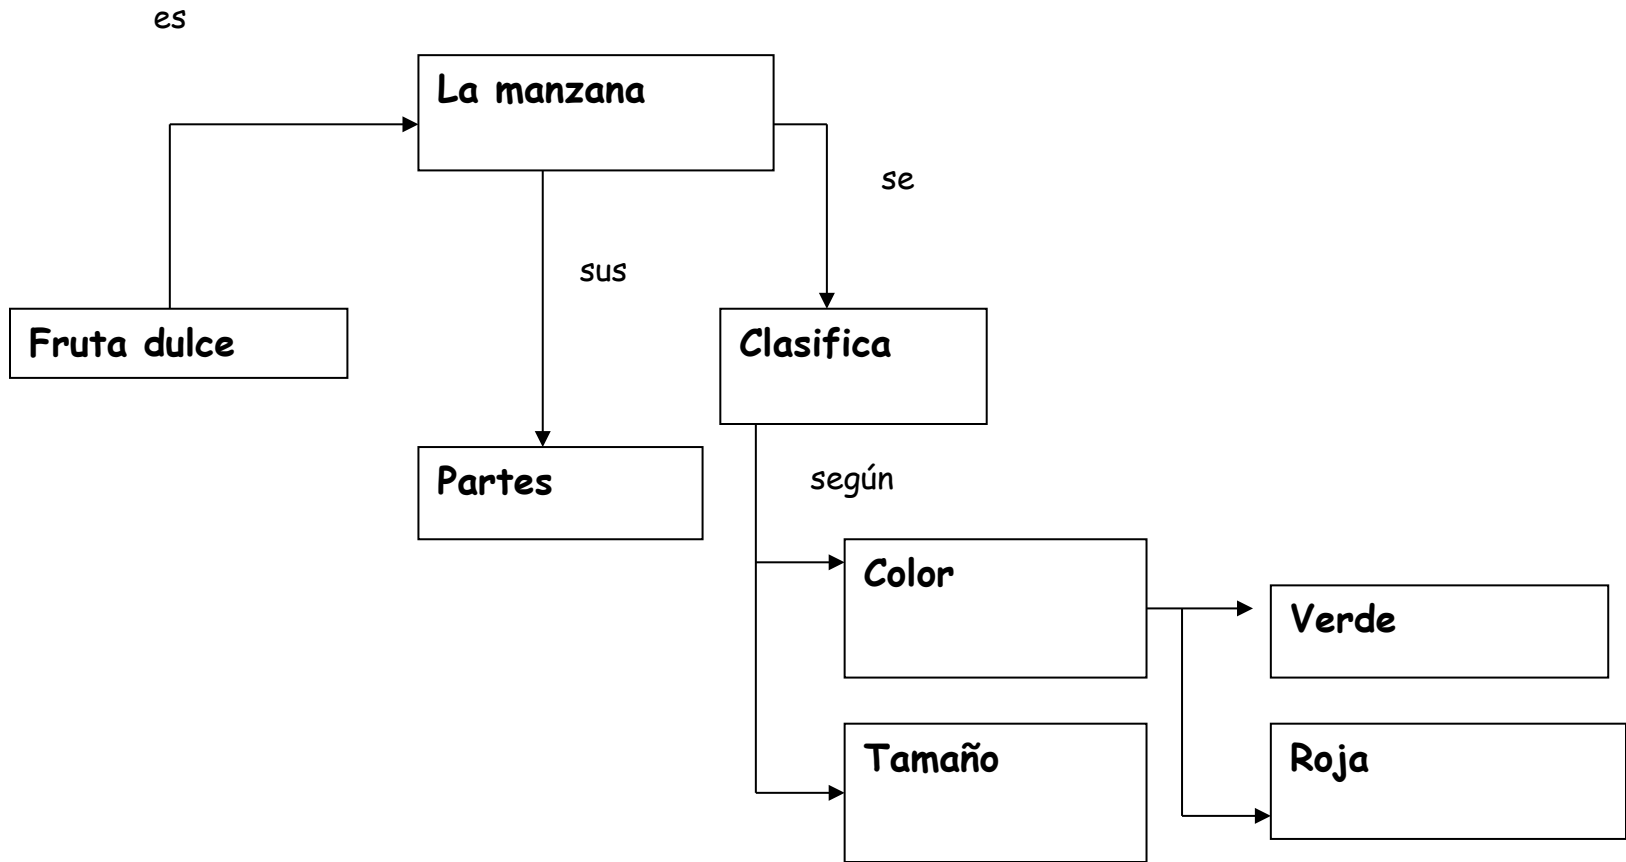 es
La manzana
se
sus
Fruta dulce
Clasifica
Partes
según
Color
Verde
Tamaño
Roja